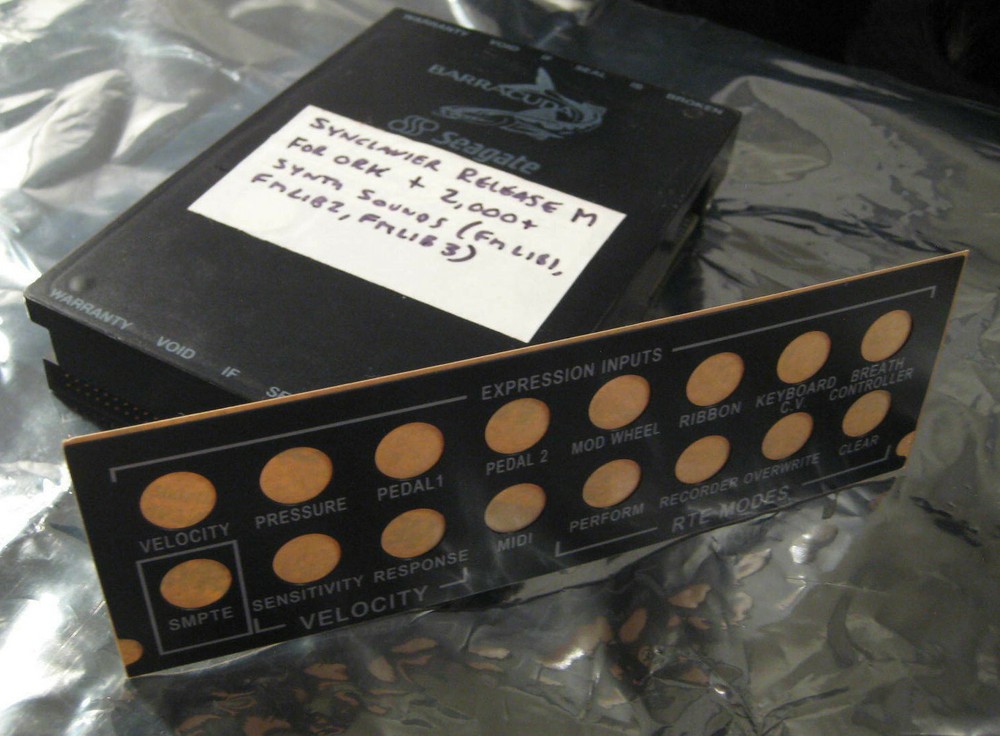 WARRANTY VOID IF SEAL IS BROKEN
BARRACUDA
Seagate
SYNCLAVIER RELEASE M
FOR ORK + 2,000+
SYNTH SOUNDS (FMLIB1,
FMLIB2, FMLIB3)
WARRANTY VOID IF SE
EXPRESSION INPUTS
VELOCITY PRESSURE PEDAL1 PEDAL 2 MOD WHEEL RIBBON KEYBOARD C.V. BREATH CONTROLLER
SMPTE SENSITIVITY RESPONSE MIDI PERFORM RECORDER OVERWRITE CLEAR
VELOCITY RTE MODES